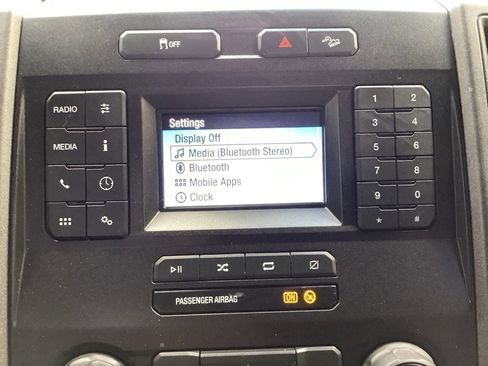 OFF
RADIO
MEDIA
i
Settings
Display Off
Media (Bluetooth Stereo)
Bluetooth
Mobile Apps
Clock
1 2
3 4
5 6
7 8
9 0
* #
PASSENGER AIRBAG ON